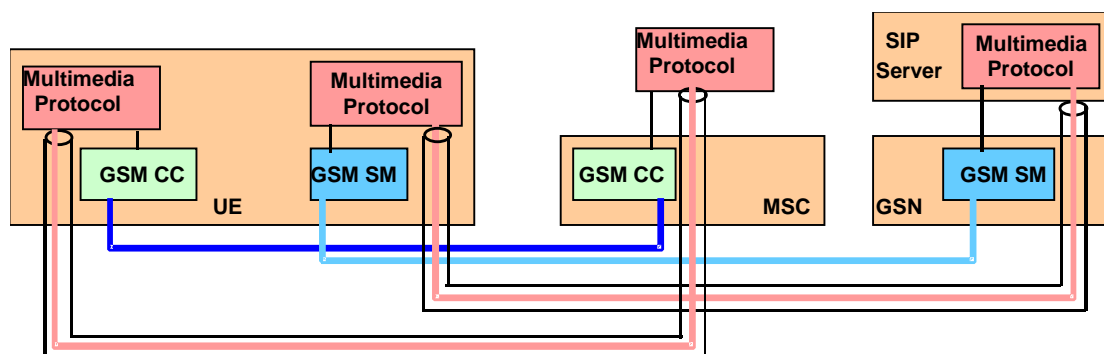 Multimedia
Protocol
Multimedia
Protocol
GSM CC
GSM SM
UE
Multimedia
Protocol
GSM CC
MSC
SIP
Server
Multimedia
Protocol
GSM SM
GSN